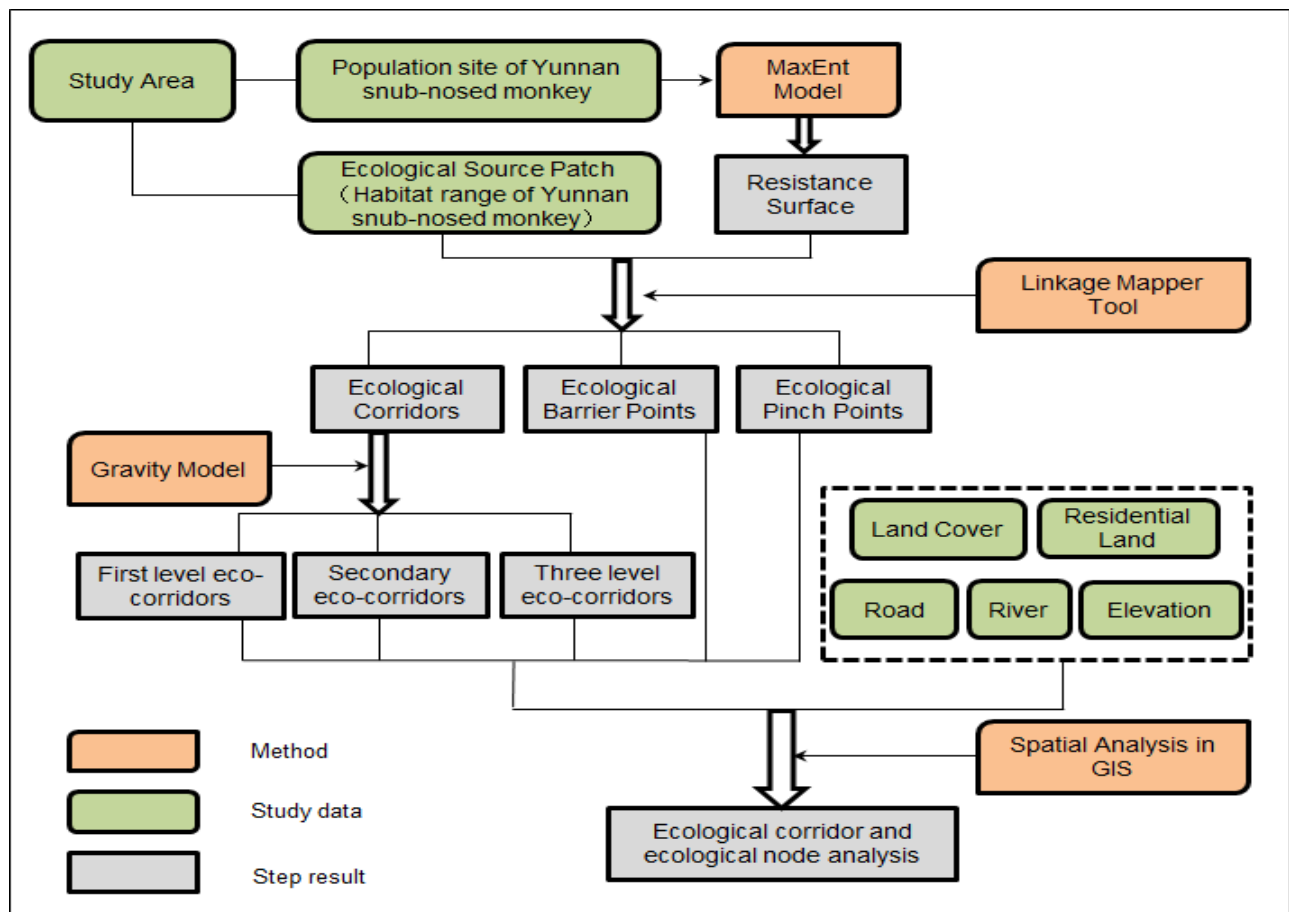 Study Area
Population site of Yunnan
snub-nosed monkey
MaxEnt
Model
Ecological Source Patch
（Habitat range of Yunnan
snub-nosed monkey）
Resistance
Surface
Linkage Mapper
Tool
Ecological
Corridors
Ecological
Barrier Points
Ecological
Pinch Points
Gravity Model
First level eco-
corridors
Secondary
eco-corridors
Three level
eco-corridors
Land Cover
Residential
Land
Road
River
Elevation
Spatial Analysis in
GIS
Ecological corridor and
ecological node analysis
Method
Study data
Step result